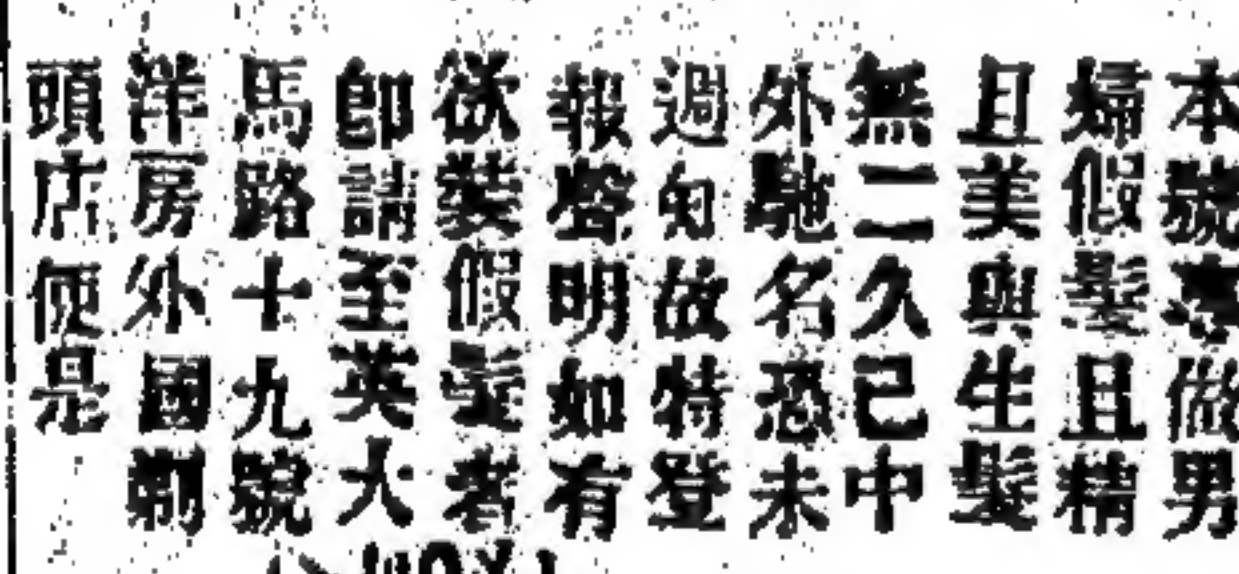 本號專做男
婦假髮且精
且美與生髮
無二久已中
外馳名恐未
週知故特登
報聲明如有
欲裝假髮者
卽請至英大
馬路十九號
洋房外國剃
頭店便是